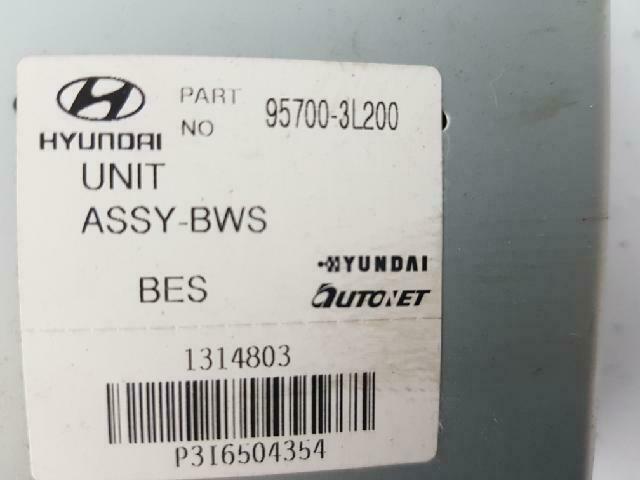 HYUNDAI
PART NO 95700-3L200
UNIT
ASSY-BWS
BES
HYUNDAI
AUTONET
1314803
P3I6504354